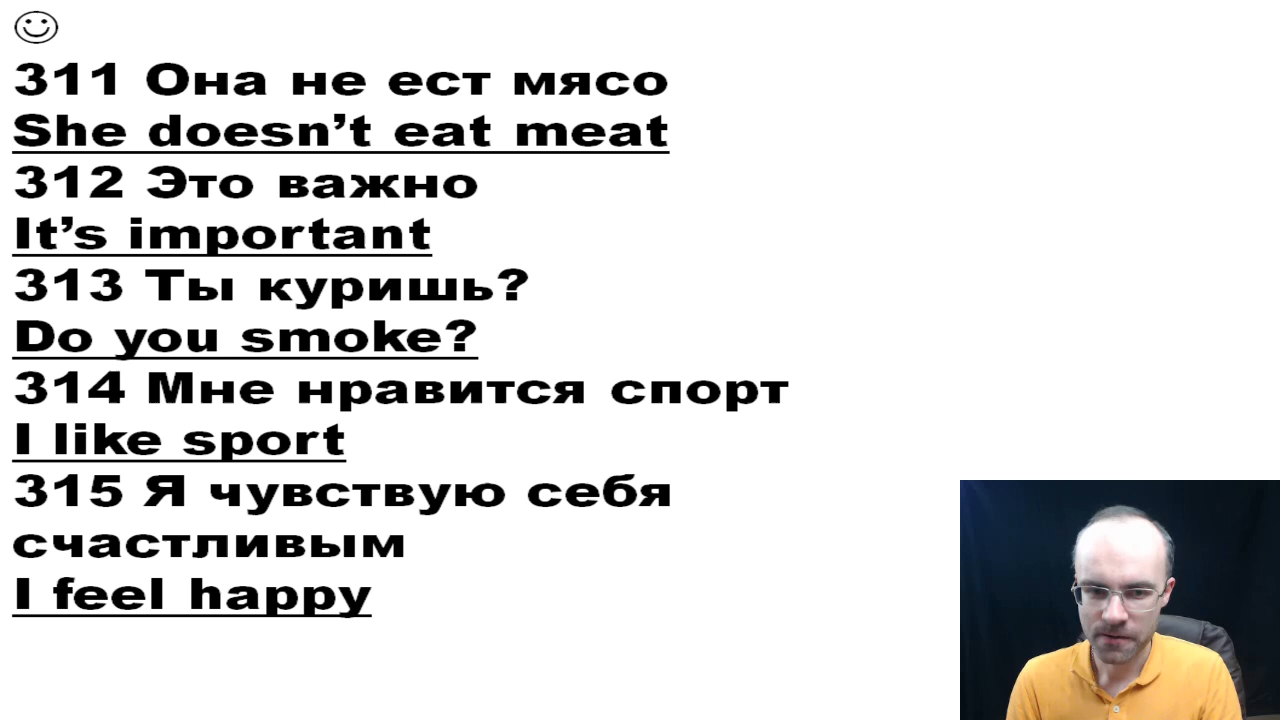 311 Она не ест мясо
She doesn’t eat meat
312 Это важно
It’s important
313 Ты куришь?
Do you smoke?
314 Мне нравится спорт
I like sport
315 Я чувствую себя
счастливым
I feel happy